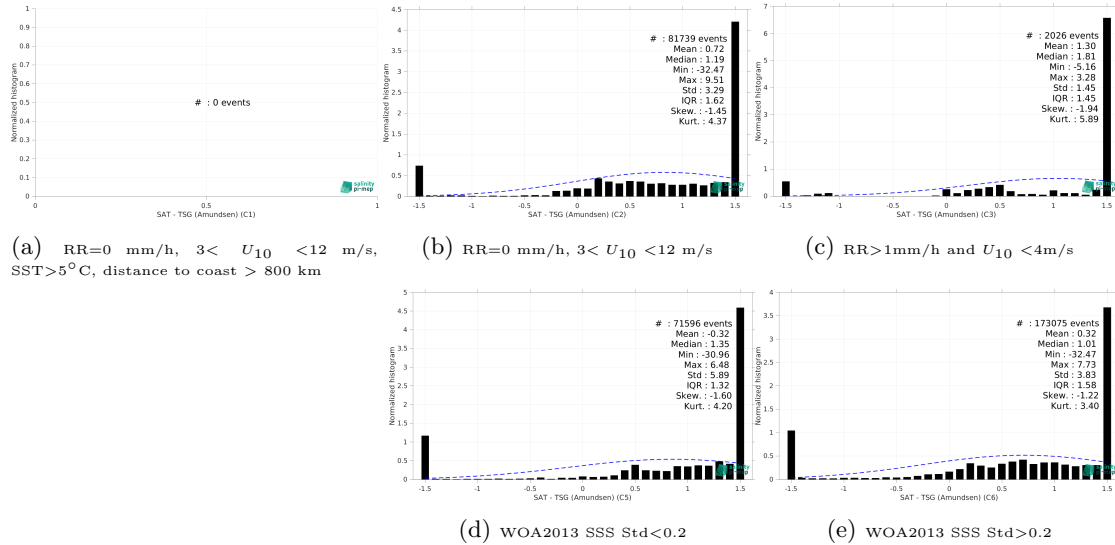 1
0.9
0.8
0.7
0.6
0.5
0.4
0.3
0.2
0.1
0
Normalized histogram
# : 0 events
salinity
pi-mep
0 0.5 1
SAT - TSG (Amundsen) (C1)
(a) RR=0 mm/h, 3< U10 <12 m/s,
SST>5°C, distance to coast > 800 km
4.5
4
3.5
3
2.5
2
1.5
1
0.5
0
Normalized histogram
# : 81739 events
Mean : 0.72
Median : 1.19
Min : -32.47
Max : 9.51
Std : 3.29
IQR : 1.62
Skew. : -1.45
Kurt. : 4.37
salinity
pi-mep
-1.5 -1 -0.5 0 0.5 1 1.5
SAT - TSG (Amundsen) (C2)
(b) RR=0 mm/h, 3< U10 <12 m/s
7
6
5
4
3
2
1
0
Normalized histogram
# : 2026 events
Mean : 1.30
Median : 1.81
Min : -5.16
Max : 3.28
Std : 1.45
IQR : 1.45
Skew. : -1.94
Kurt. : 5.89
salinity
pi-mep
-1.5 -1 -0.5 0 0.5 1 1.5
SAT - TSG (Amundsen) (C3)
(c) RR>1mm/h and U10 <4m/s
5
4.5
4
3.5
3
2.5
2
1.5
1
0.5
0
Normalized histogram
# : 71596 events
Mean : -0.32
Median : 1.35
Min : -30.96
Max : 6.48
Std : 5.89
IQR : 1.32
Skew. : -1.60
Kurt. : 4.20
salinity
pi-mep
-1.5 -1 -0.5 0 0.5 1 1.5
SAT - TSG (Amundsen) (C5)
(d) WOA2013 SSS Std<0.2
4
3.5
3
2.5
2
1.5
1
0.5
0
Normalized histogram
# : 173075 events
Mean : 0.32
Median : 1.01
Min : -32.47
Max : 7.73
Std : 3.83
IQR : 1.58
Skew. : -1.22
Kurt. : 3.40
salinity
pi-mep
-1.5 -1 -0.5 0 0.5 1 1.5
SAT - TSG (Amundsen) (C6)
(e) WOA2013 SSS Std>0.2